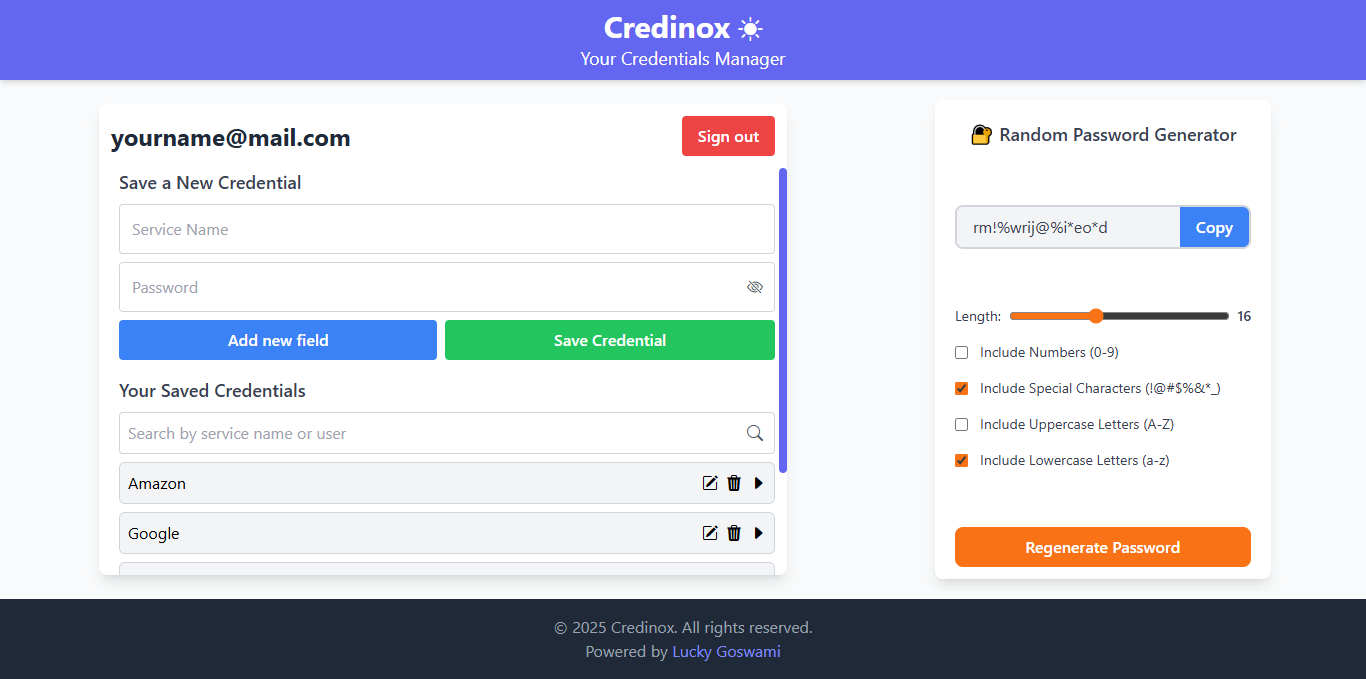 Credinox
Your Credentials Manager
yourname@mail.com
Sign out
Save a New Credential
Service Name
Password
Add new field
Save Credential
Your Saved Credentials
Search by service name or user
Amazon
Google
Random Password Generator
rm!%wrij@%i*eo*d
Copy
Length:
16
Include Numbers (0-9)
Include Special Characters (!@#$%&*_)
Include Uppercase Letters (A-Z)
Include Lowercase Letters (a-z)
Regenerate Password
© 2025 Credinox. All rights reserved.
Powered by Lucky Goswami